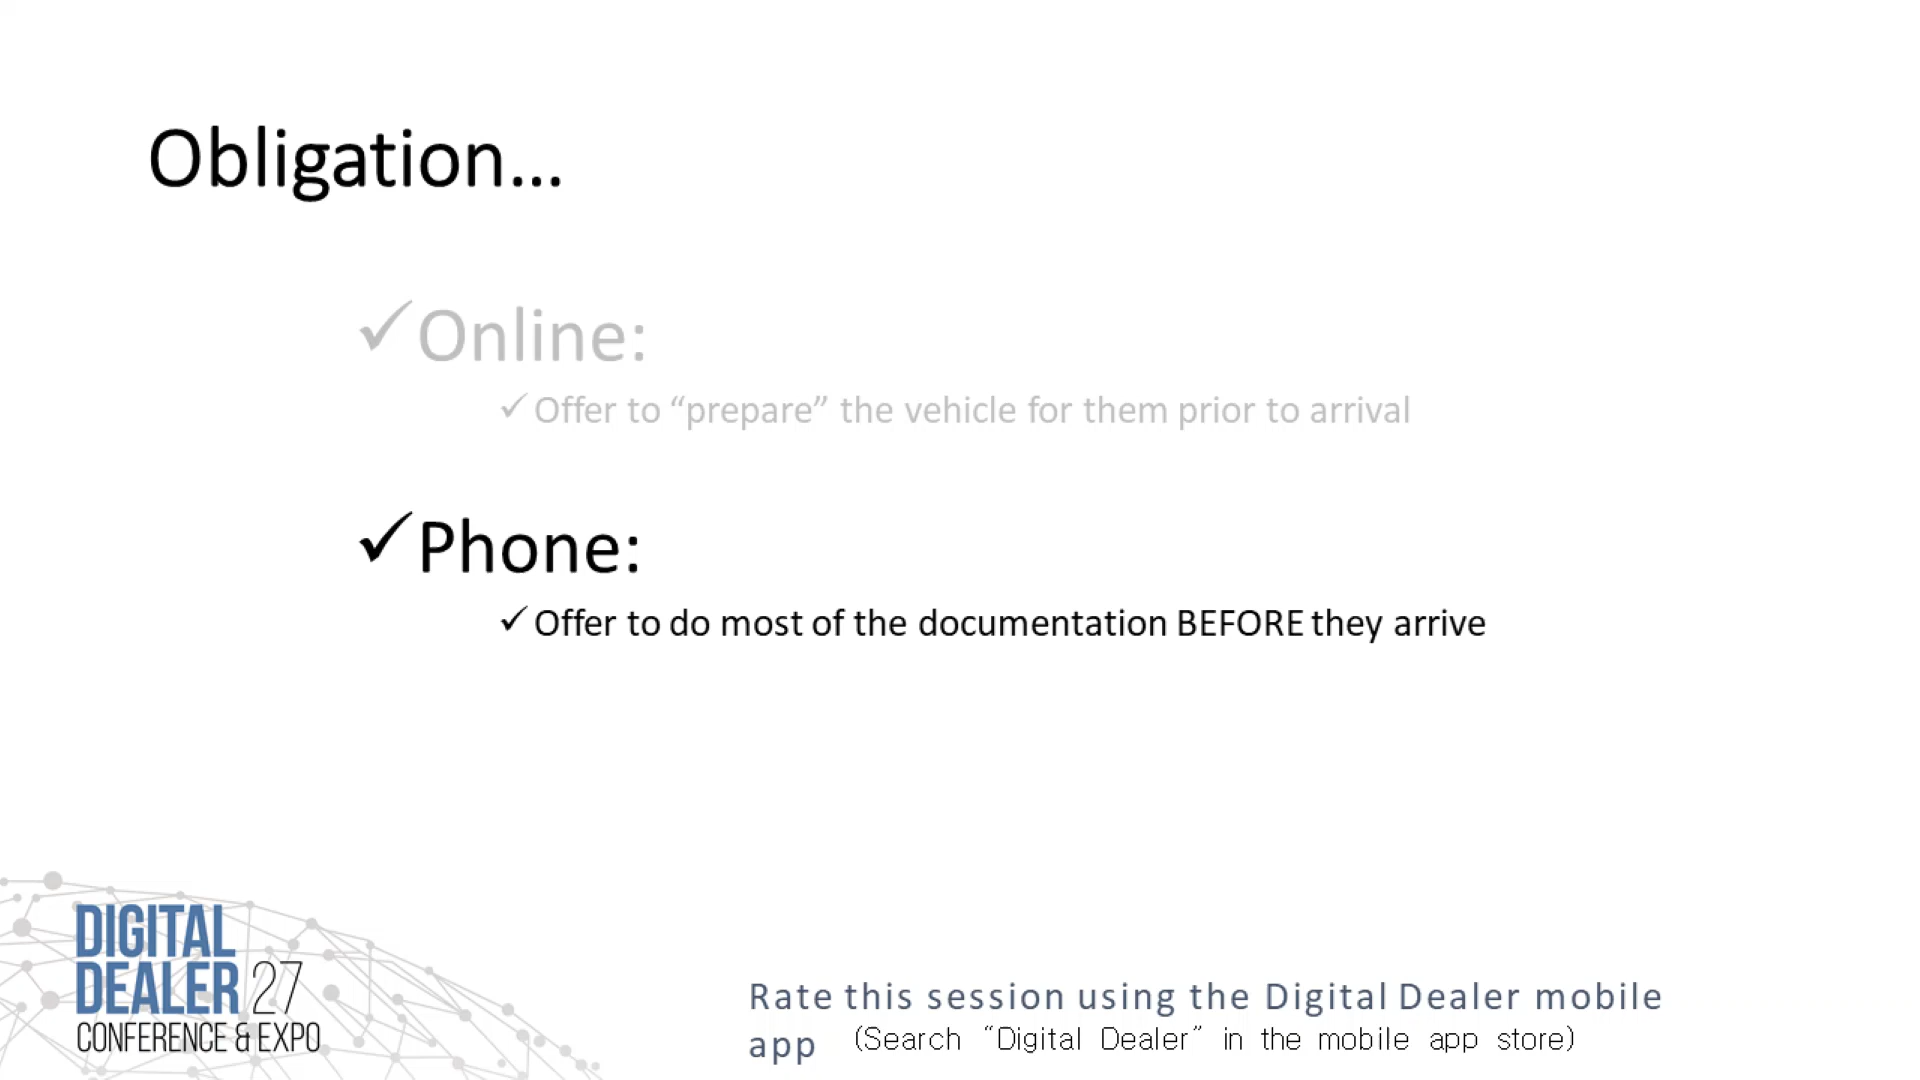 Obligation...
✓Online:
✓Offer to “prepare” the vehicle for them prior to arrival
✓Phone:
✓Offer to do most of the documentation BEFORE they arrive
DIGITAL
DEALER 27
CONFERENCE & EXPO
Rate this session using the Digital Dealer mobile
app (Search “Digital Dealer” in the mobile app store)